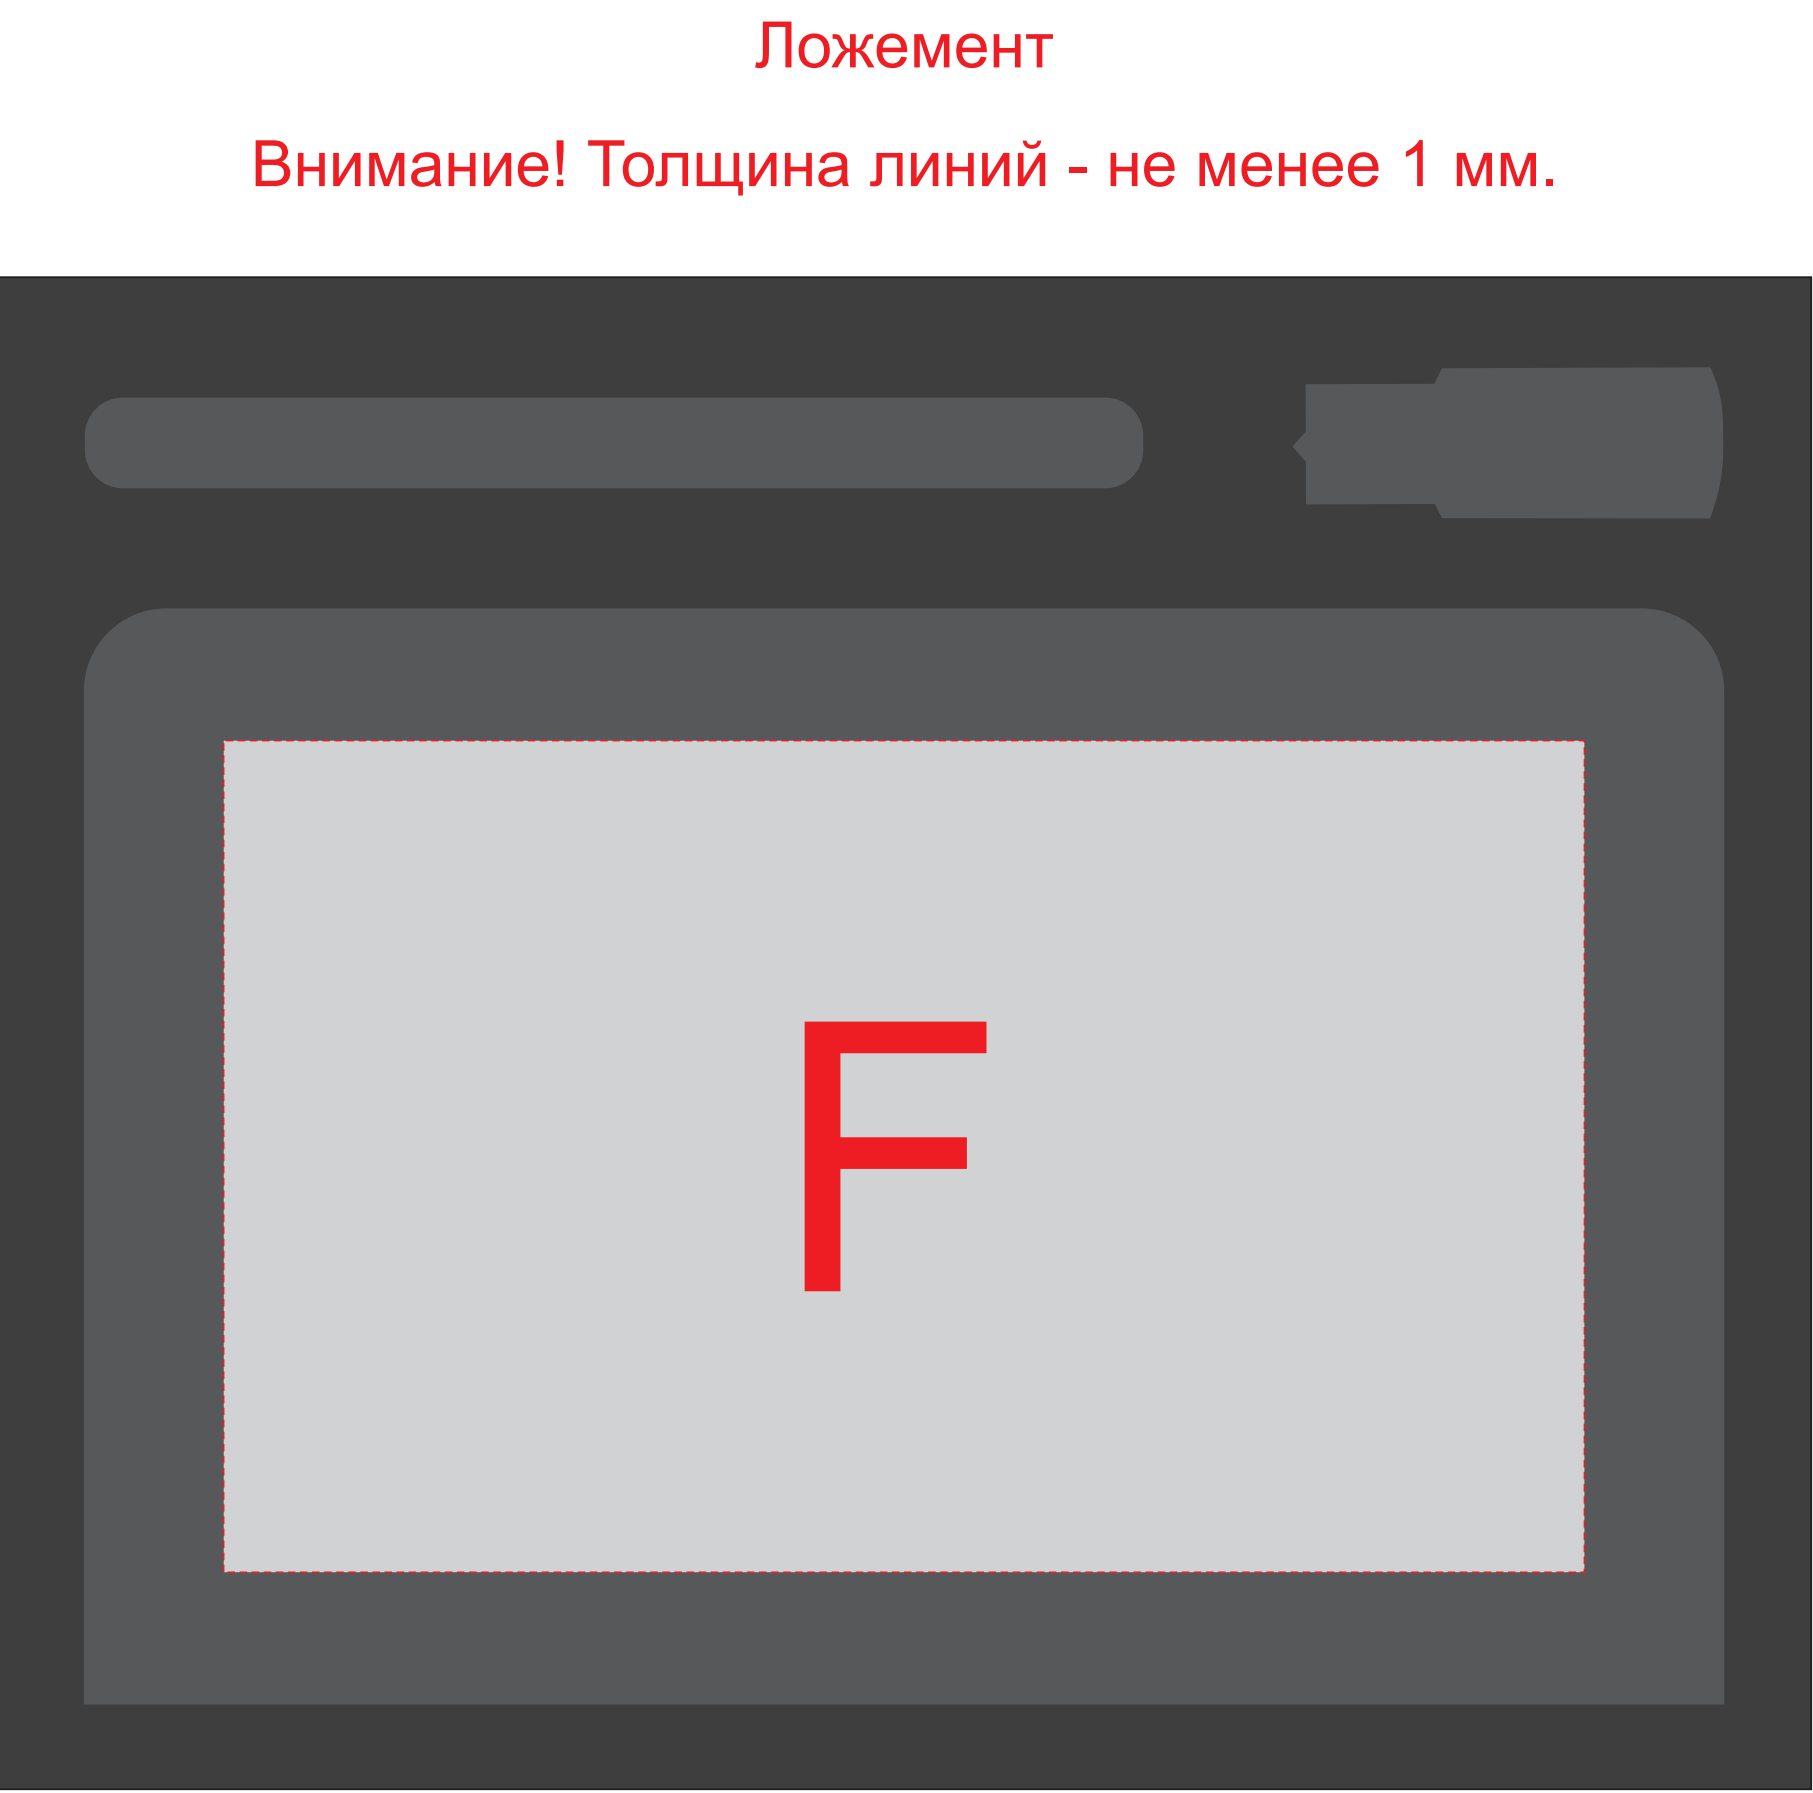 Ложемент
Внимание! Толщина линий - не менее 1 мм.
F